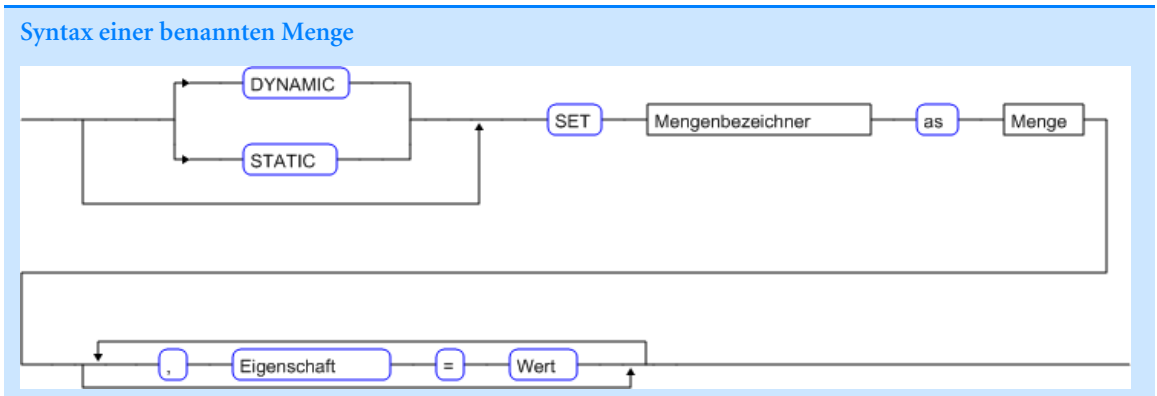 Syntax einer benannten Menge
DYNAMIC
SET Mengenbezeichner as Menge
STATIC
, Eigenschaft = Wert